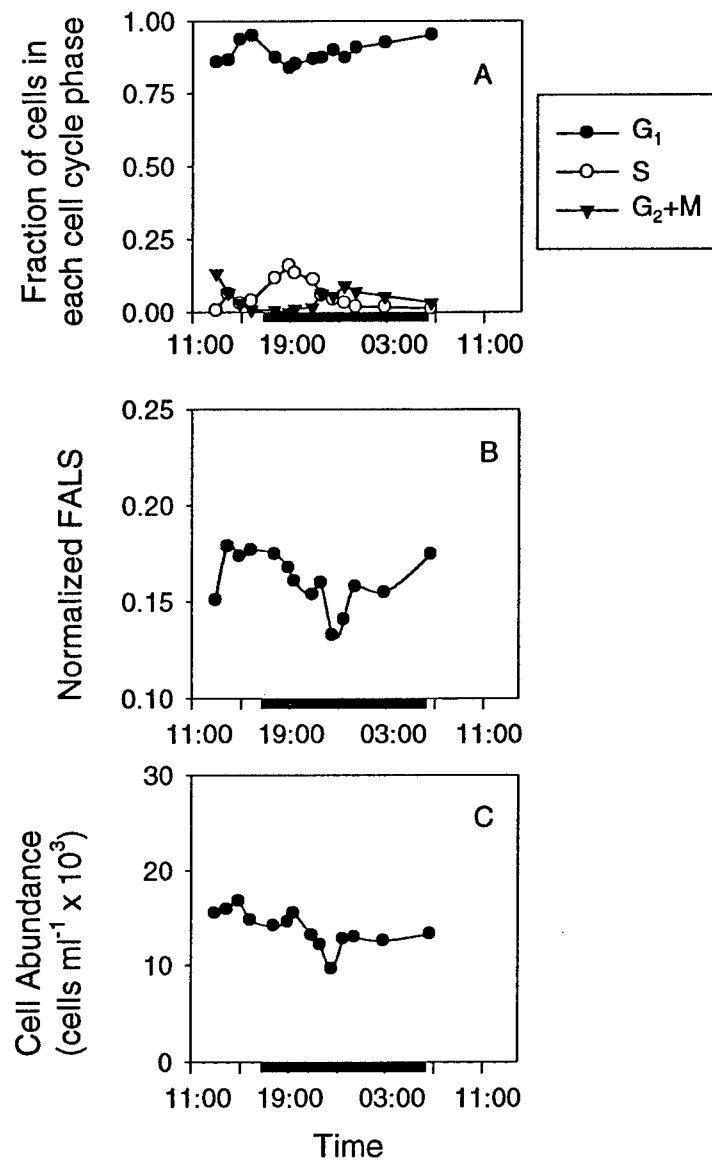 Fraction of cells in
each cell cycle phase
1.00
0.75
0.50
0.25
0.00
A
11:00 19:00 03:00 11:00
G₁
S
G₂+M
Normalized FALS
0.25
0.20
0.15
0.10
B
11:00 19:00 03:00 11:00
Cell Abundance
(cells ml⁻¹ x 10³)
30
20
10
0
C
11:00 19:00 03:00 11:00
Time